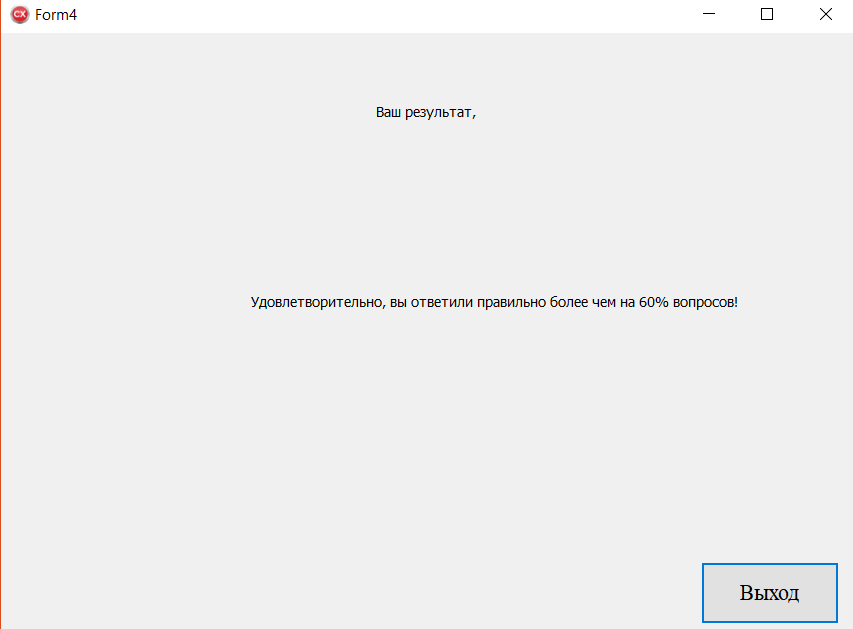 Form4
Ваш результат,
Удовлетворительно, вы ответили правильно более чем на 60% вопросов!
Выход